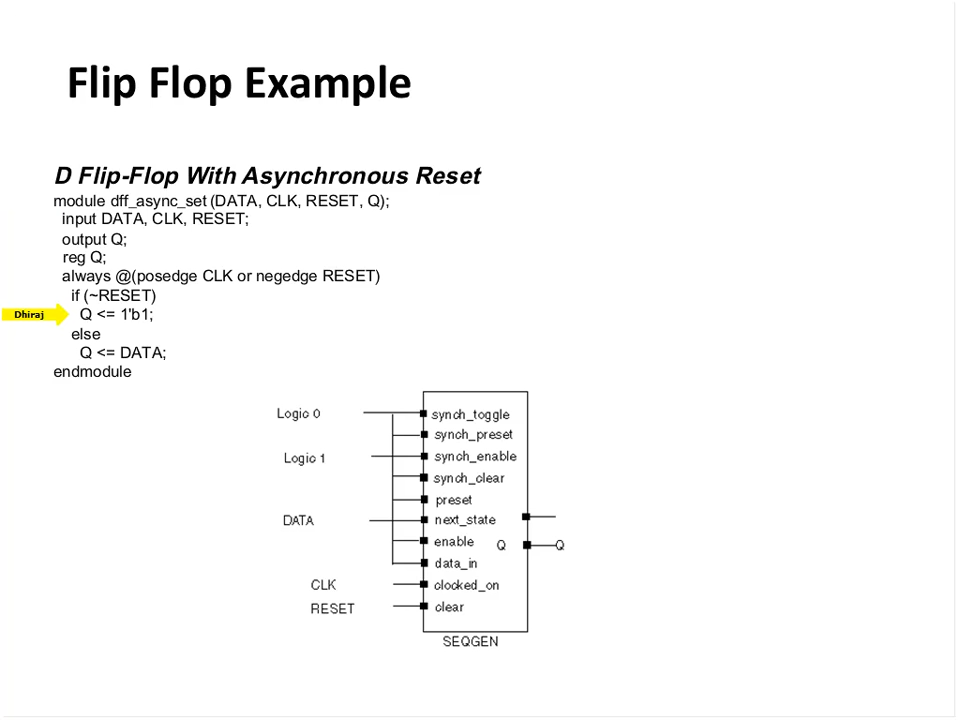 Flip Flop Example
D Flip-Flop With Asynchronous Reset
module dff_async_set (DATA, CLK, RESET, Q);
input DATA, CLK, RESET;
output Q;
reg Q;
always @(posedge CLK or negedge RESET)
if (~RESET)
Dhiraj
Q <= 1'b1;
else
Q <= DATA;
endmodule
Logic 0
synch_toggle
synch_preset
Logic 1
synch_enable
synch_clear
preset
DATA
next_state
enable
Q
Q
data_in
CLK
clocked_on
RESET
clear
SEQGEN